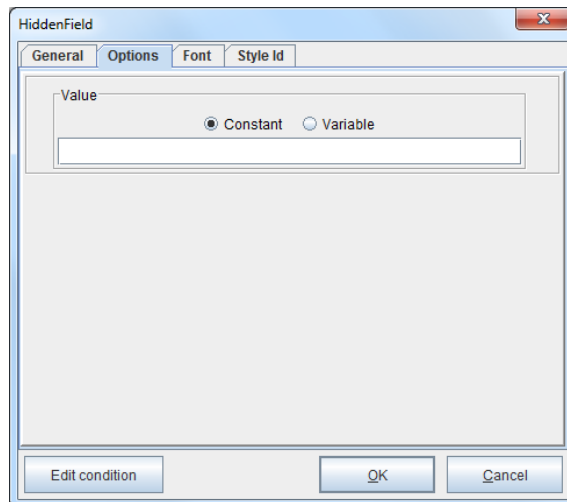 HiddenField
General Options Font Style Id
Value
Constant Variable
Edit condition OK Cancel